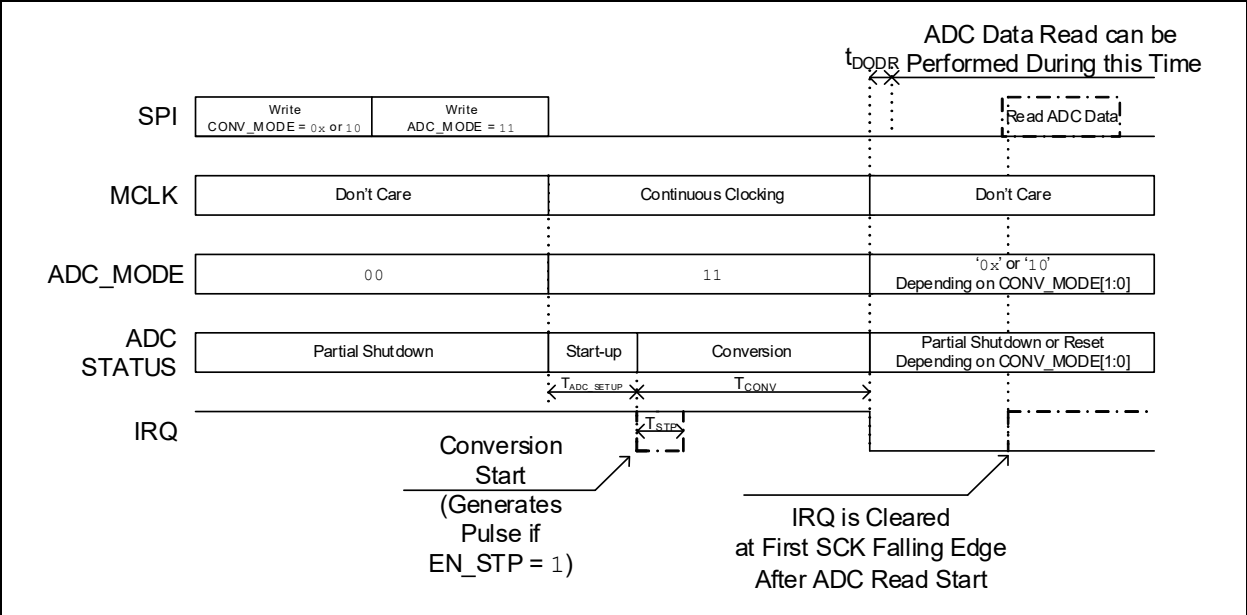 ADC Data Read can be
tDODR Performed During this Time
SPI
Write
CONV_MODE = 0x or 10
Write
ADC_MODE = 11
Read ADC Data
MCLK
Don't Care
Continuous Clocking
Don't Care
ADC_MODE
00
11
‘0x’ or ‘10’
Depending on CONV_MODE[1:0]
ADC
STATUS
Partial Shutdown
Start-up
Conversion
Partial Shutdown or Reset
Depending on CONV_MODE[1:0]
TADC_SETUP
TCONV
IRQ
TSTP
Conversion
Start
(Generates
Pulse if
EN_STP = 1)
IRQ is Cleared
at First SCK Falling Edge
After ADC Read Start